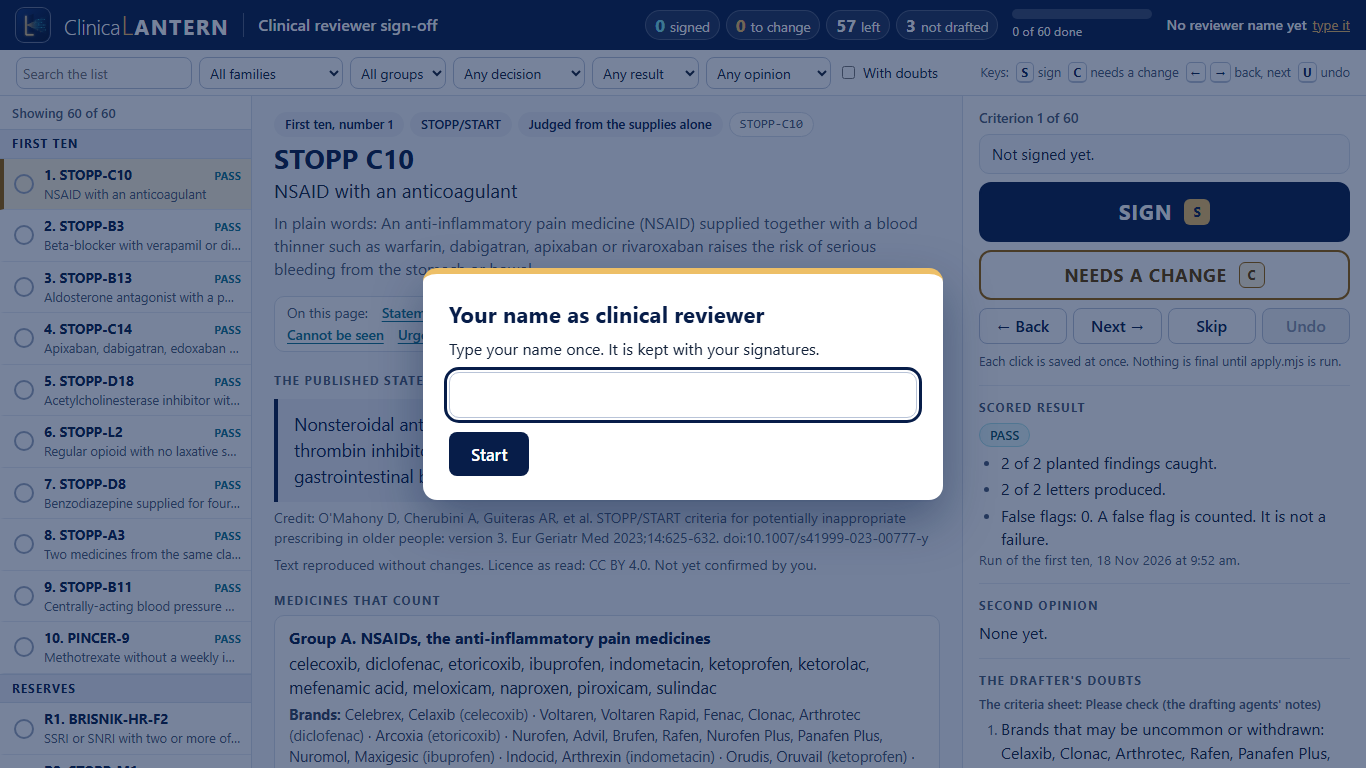 ClinicaLANTERN
Clinical reviewer sign-off
0 signed
0 to change
57 left
3 not drafted
0 of 60 done
No reviewer name yet type it
Search the list
All families
All groups
Any decision
Any result
Any opinion
With doubts
Keys: S sign C needs a change ← → back, next U undo
Showing 60 of 60
FIRST TEN
1. STOPP-C10 PASS
NSAID with an anticoagulant
2. STOPP-B3 PASS
Beta-blocker with verapamil or di...
3. STOPP-B13 PASS
Aldosterone antagonist with a p...
4. STOPP-C14 PASS
Apixaban, dabigatran, edoxaban ...
5. STOPP-D18 PASS
Acetylcholinesterase inhibitor wit...
6. STOPP-L2 PASS
Regular opioid with no laxative s...
7. STOPP-D8 PASS
Benzodiazepine supplied for four...
8. STOPP-A3 PASS
Two medicines from the same cla...
9. STOPP-B11 PASS
Centrally-acting blood pressure ...
10. PINCER-9 PASS
Methotrexate without a weekly i...
RESERVES
R1. BRISNIK-HR-F2
SSRI or SNRI with two or more of...
First ten, number 1
STOPP/START
Judged from the supplies alone
STOPP-C10
STOPP C10
NSAID with an anticoagulant
In plain words: An anti-inflammatory pain medicine (NSAID) supplied together with a blood
thinner such as warfarin, dabigatran, apixaban or rivaroxaban raises the risk of serious
bleeding from the stomach or bowel.
On this page: Statem
Cannot be seen Urge
THE PUBLISHED STATE
Nonsteroidal ant
thrombin inhibito
gastrointestinal b
Your name as clinical reviewer
Type your name once. It is kept with your signatures.
Start
Credit: O'Mahony D, Cherubini A, Guiteras AR, et al. STOPP/START criteria for potentially inappropriate
prescribing in older people: version 3. Eur Geriatr Med 2023;14:625-632. doi:10.1007/s41999-023-00777-y
Text reproduced without changes. Licence as read: CC BY 4.0. Not yet confirmed by you.
MEDICINES THAT COUNT
Group A. NSAIDs, the anti-inflammatory pain medicines
celecoxib, diclofenac, etoricoxib, ibuprofen, indometacin, ketoprofen, ketorolac,
mefenamic acid, meloxicam, naproxen, piroxicam, sulindac
Brands: Celebrex, Celaxib (celecoxib) · Voltaren, Voltaren Rapid, Fenac, Clonac, Arthrotec
(diclofenac) · Arcoxia (etoricoxib) · Nurofen, Advil, Brufen, Rafen, Nurofen Plus, Panafen Plus,
Nuromol, Maxigesic (ibuprofen) · Indocid, Arthrexin (indometacin) · Orudis, Oruvail (ketoprofen) ·
Criterion 1 of 60
Not signed yet.
SIGN S
NEEDS A CHANGE C
← Back
Next →
Skip
Undo
Each click is saved at once. Nothing is final until apply.mjs is run.
SCORED RESULT
PASS
• 2 of 2 planted findings caught.
• 2 of 2 letters produced.
• False flags: 0. A false flag is counted. It is not a
failure.
Run of the first ten, 18 Nov 2026 at 9:52 am.
SECOND OPINION
None yet.
THE DRAFTER'S DOUBTS
The criteria sheet: Please check (the drafting agents' notes)
1. Brands that may be uncommon or withdrawn:
Celaxib, Clonac, Arthrotec, Rafen, Panafen Plus,